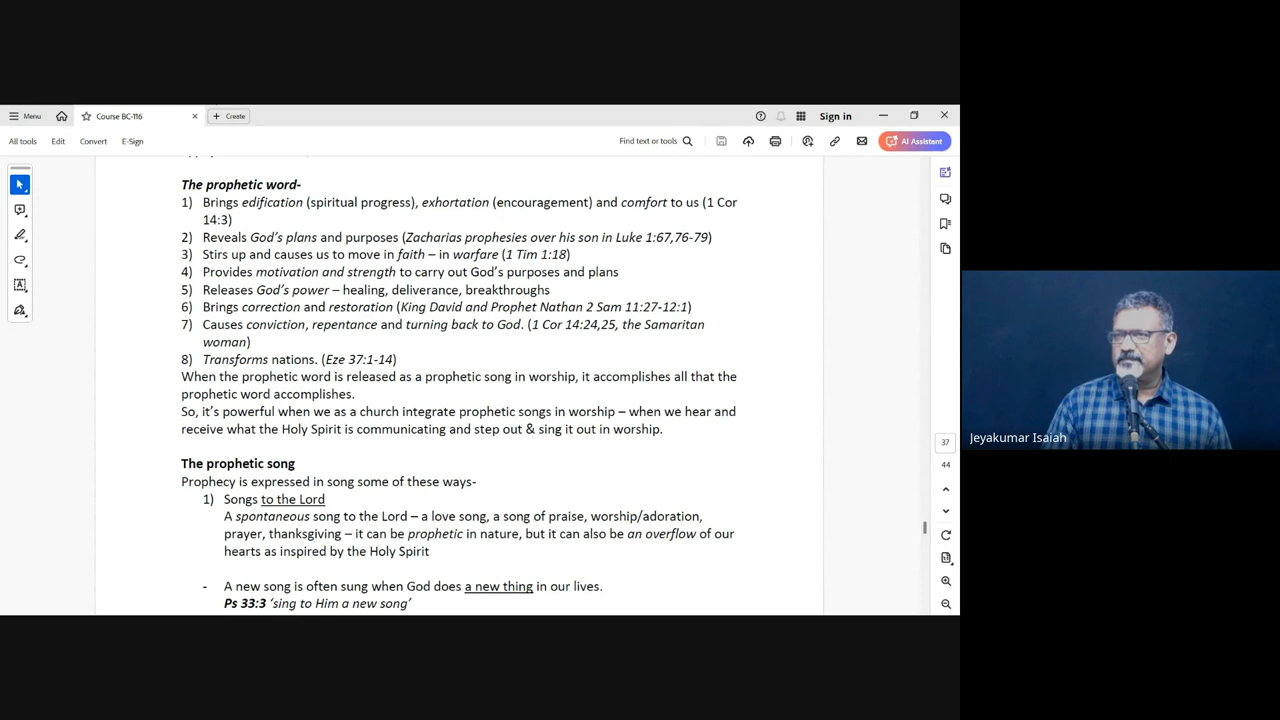 Menu
Course BC-116
Create
Sign in
All tools Edit Convert E-Sign
Find text or tools
AI Assistant
The prophetic word-
1) Brings edification (spiritual progress), exhortation (encouragement) and comfort to us (1 Cor
14:3)
2) Reveals God's plans and purposes (Zacharias prophesies over his son in Luke 1:67,76-79)
3) Stirs up and causes us to move in faith – in warfare (1 Tim 1:18)
4) Provides motivation and strength to carry out God's purposes and plans
5) Releases God's power – healing, deliverance, breakthroughs
6) Brings correction and restoration (King David and Prophet Nathan 2 Sam 11:27-12:1)
7) Causes conviction, repentance and turning back to God. (1 Cor 14:24,25, the Samaritan
woman)
8) Transforms nations. (Eze 37:1-14)
When the prophetic word is released as a prophetic song in worship, it accomplishes all that the
prophetic word accomplishes.
So, it's powerful when we as a church integrate prophetic songs in worship – when we hear and
receive what the Holy Spirit is communicating and step out & sing it out in worship.
The prophetic song
Prophecy is expressed in song some of these ways-
1) Songs to the Lord
A spontaneous song to the Lord – a love song, a song of praise, worship/adoration,
prayer, thanksgiving – it can be prophetic in nature, but it can also be an overflow of our
hearts as inspired by the Holy Spirit
- A new song is often sung when God does a new thing in our lives.
Ps 33:3 'sing to Him a new song'
37
44
Jeyakumar Isaiah